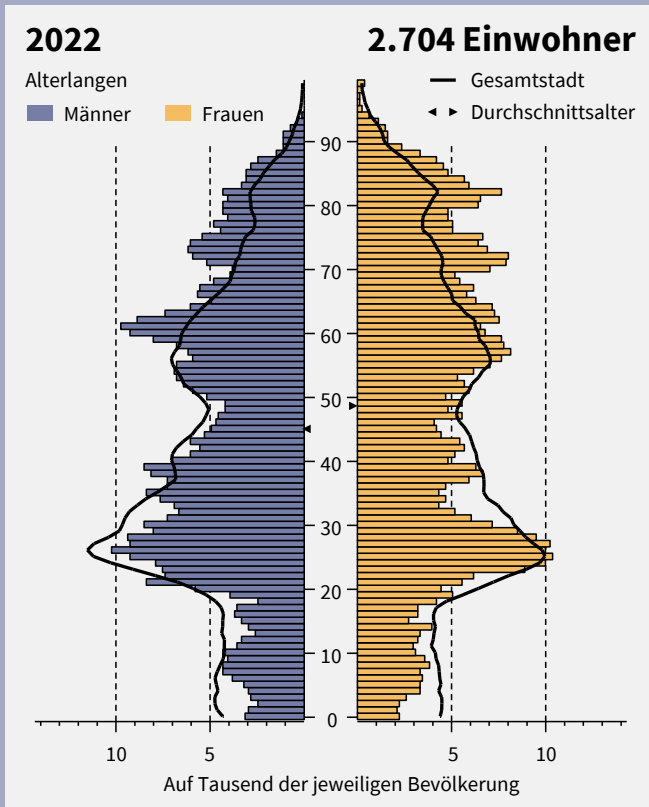 2022
2.704 Einwohner
Alterlangen
Gesamtstadt
Männer
Frauen
Durchschnittsalter
90
80
70
60
50
40
30
20
10
0
10 5 5 10
Auf Tausend der jeweiligen Bevölkerung